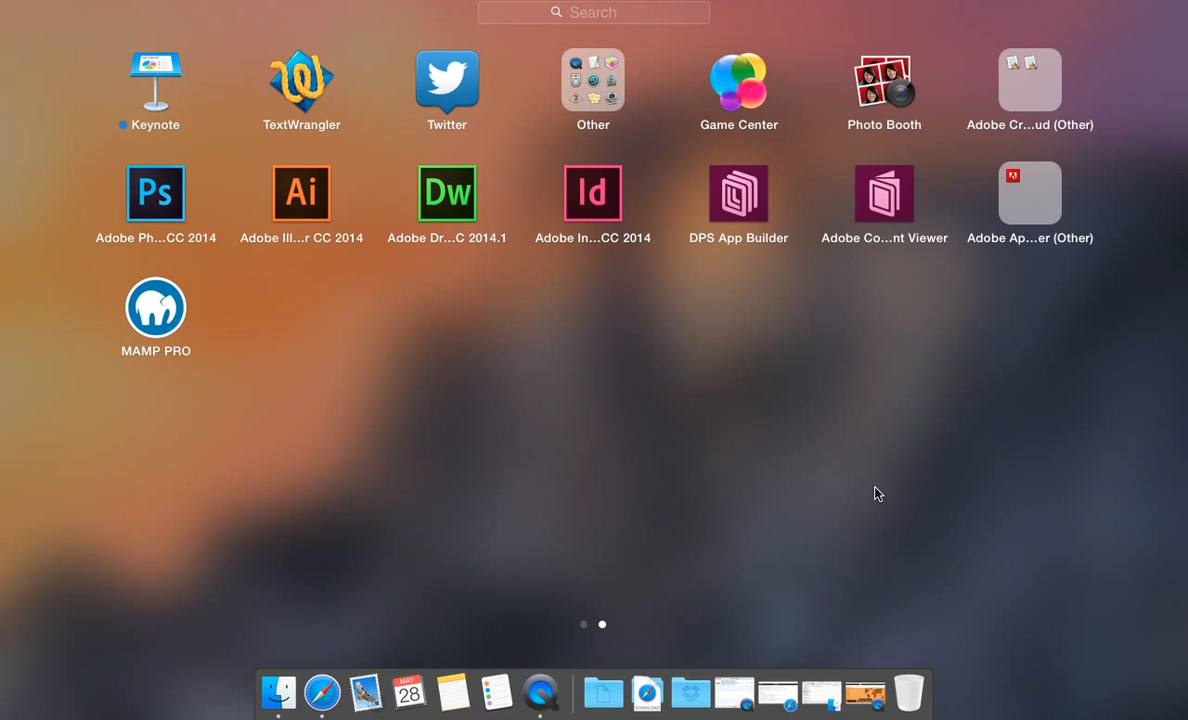 Search
Keynote
TextWrangler
Twitter
Other
Game Center
Photo Booth
Adobe Cr...ud (Other)
Ps
Ai
Dw
Id
Adobe Ph...CC 2014
Adobe Ill...r CC 2014
Adobe Dr...C 2014.1
Adobe In...CC 2014
DPS App Builder
Adobe Co...nt Viewer
Adobe Ap...er (Other)
MAMP PRO
MAY
28
DOWNLOAD